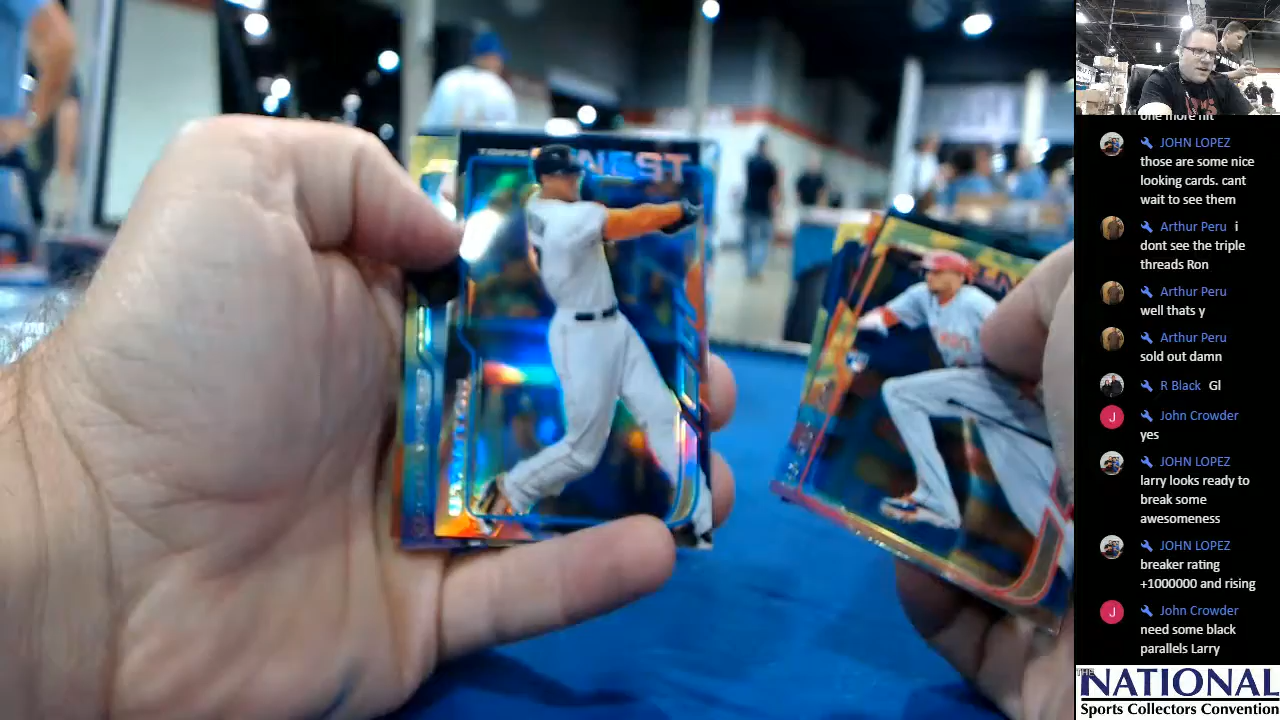 TOPPS
one more hit
JOHN LOPEZ
those are some nice
looking cards. cant
wait to see them
Arthur Peru i
dont see the triple
threads Ron
Arthur Peru
well thats y
Arthur Peru
sold out damn
R Black Gl
John Crowder
yes
JOHN LOPEZ
larry looks ready to
break some
awesomeness
JOHN LOPEZ
breaker rating
+1000000 and rising
John Crowder
need some black
parallels Larry
J
J
THE
NATIONAL
Sports Collectors Convention